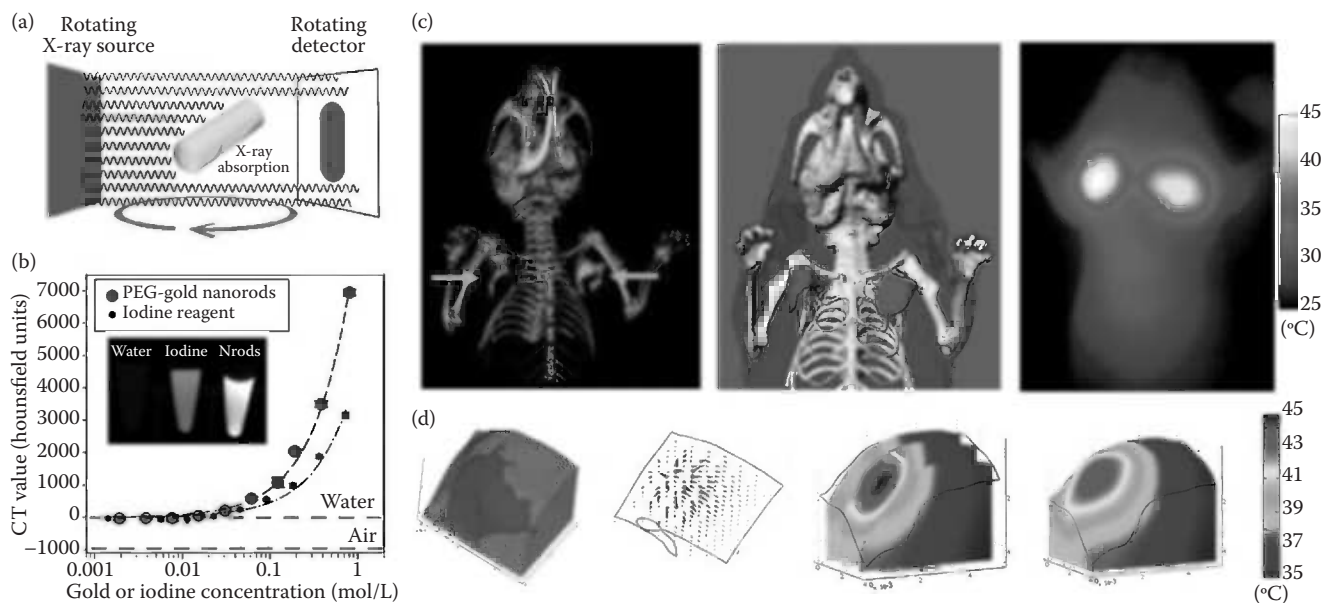 (a)
Rotating
X-ray source
Rotating
detector
X-ray
absorption
(b)
CT value (hounsfield units)
7000
6000
5000
4000
3000
2000
1000
0
−1000
PEG-gold nanorods
Iodine reagent
Water Iodine Nrods
Water
Air
0.001 0.01 0.1 1
Gold or iodine concentration (mol/L)
(c)
45
40
35
30
25
(°C)
(d)
45
43
41
39
37
35
(°C)